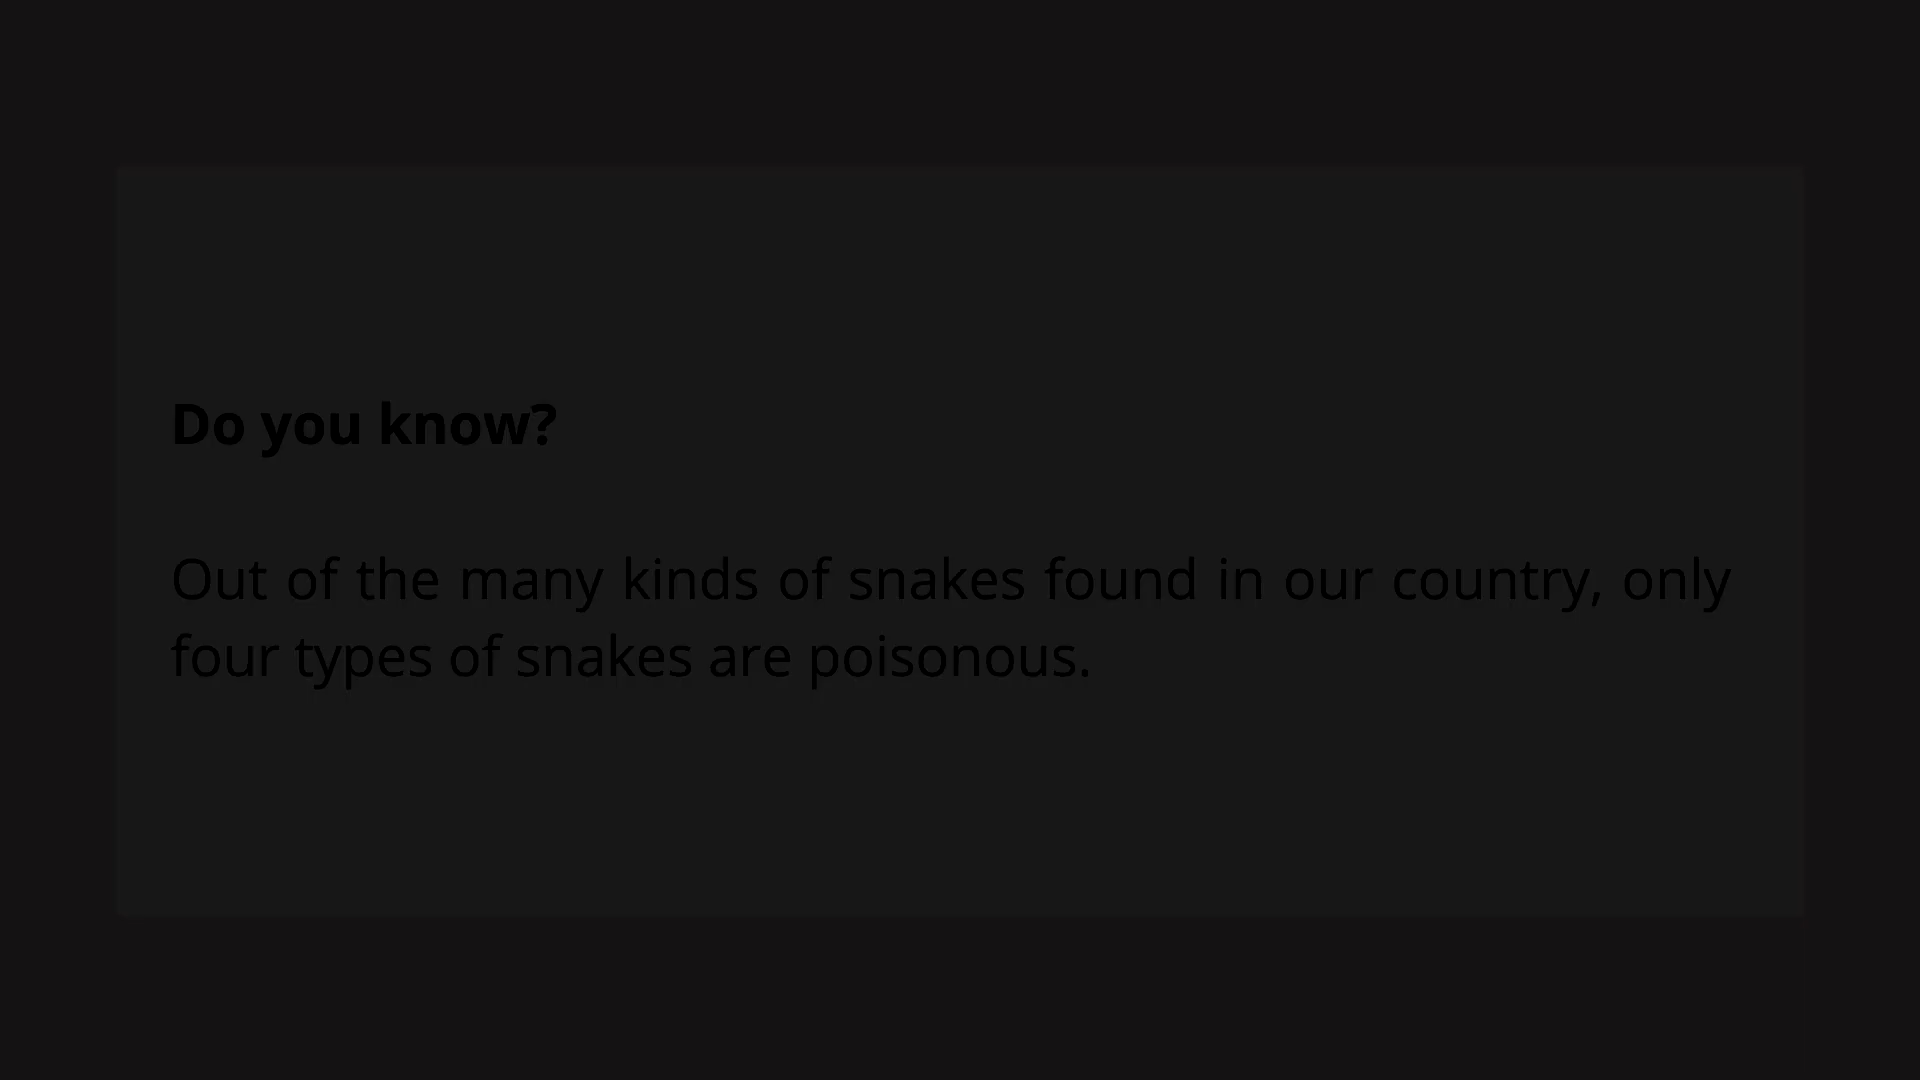 Do you know?
Out of the many kinds of snakes found in our country, only
four types of snakes are poisonous.